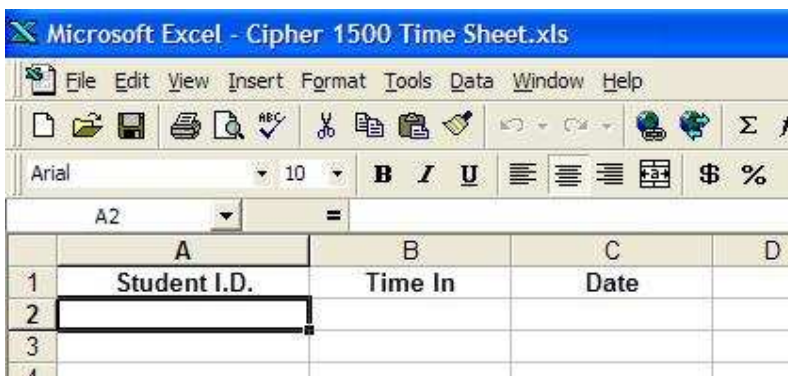 Microsoft Excel - Cipher 1500 Time Sheet.xls
File Edit View Insert Format Tools Data Window Help
ABC Σ
Arial 10 B I U a $ %
A2 =
A B C D
1 Student I.D. Time In Date
2
3